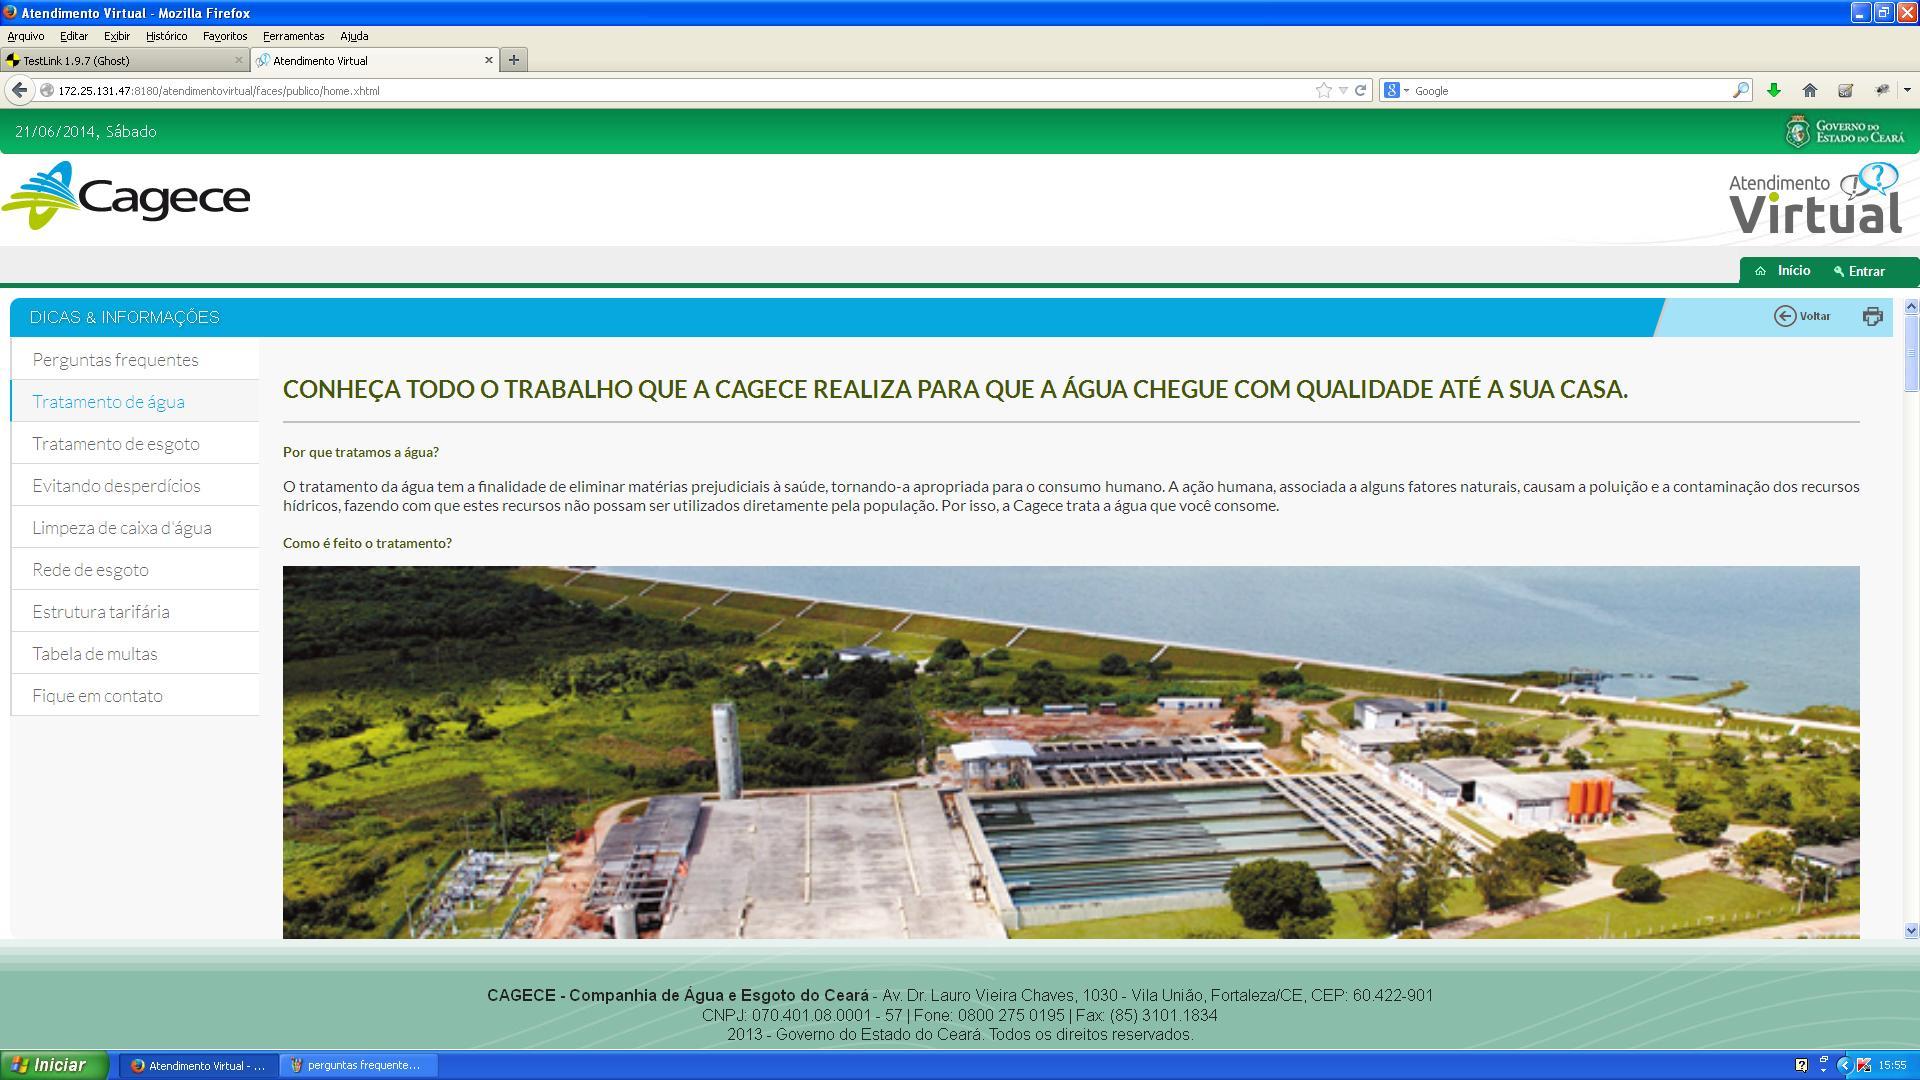 Atendimento Virtual - Mozilla Firefox
Arquivo Editar Exibir Histórico Favoritos Ferramentas Ajuda
TestLink 1.9.7 (Ghost)
Atendimento Virtual
172.25.131.47:8180/atendimentovirtual/faces/publico/home.xhtml
Google
21/06/2014, Sábado
GOVERNO DO
ESTADO DO CEARÁ
Cagece
Atendimento
Virtual
Início Entrar
DICAS & INFORMAÇÕES
Voltar
Perguntas frequentes
Tratamento de água
Tratamento de esgoto
Evitando desperdícios
Limpeza de caixa d'água
Rede de esgoto
Estrutura tarifária
Tabela de multas
Fique em contato
CONHEÇA TODO O TRABALHO QUE A CAGECE REALIZA PARA QUE A ÁGUA CHEGUE COM QUALIDADE ATÉ A SUA CASA.
Por que tratamos a água?
O tratamento da água tem a finalidade de eliminar matérias prejudiciais à saúde, tornando-a apropriada para o consumo humano. A ação humana, associada a alguns fatores naturais, causam a poluição e a contaminação dos recursos
hídricos, fazendo com que estes recursos não possam ser utilizados diretamente pela população. Por isso, a Cagece trata a água que você consome.
Como é feito o tratamento?
CAGECE - Companhia de Água e Esgoto do Ceará - Av. Dr. Lauro Vieira Chaves, 1030 - Vila União, Fortaleza/CE, CEP: 60.422-901
CNPJ: 070.401.08.0001 - 57 | Fone: 0800 275 0195 | Fax: (85) 3101.1834
2013 - Governo do Estado do Ceará. Todos os direitos reservados.
Iniciar
Atendimento Virtual - ...
perguntas frequente...
15:55